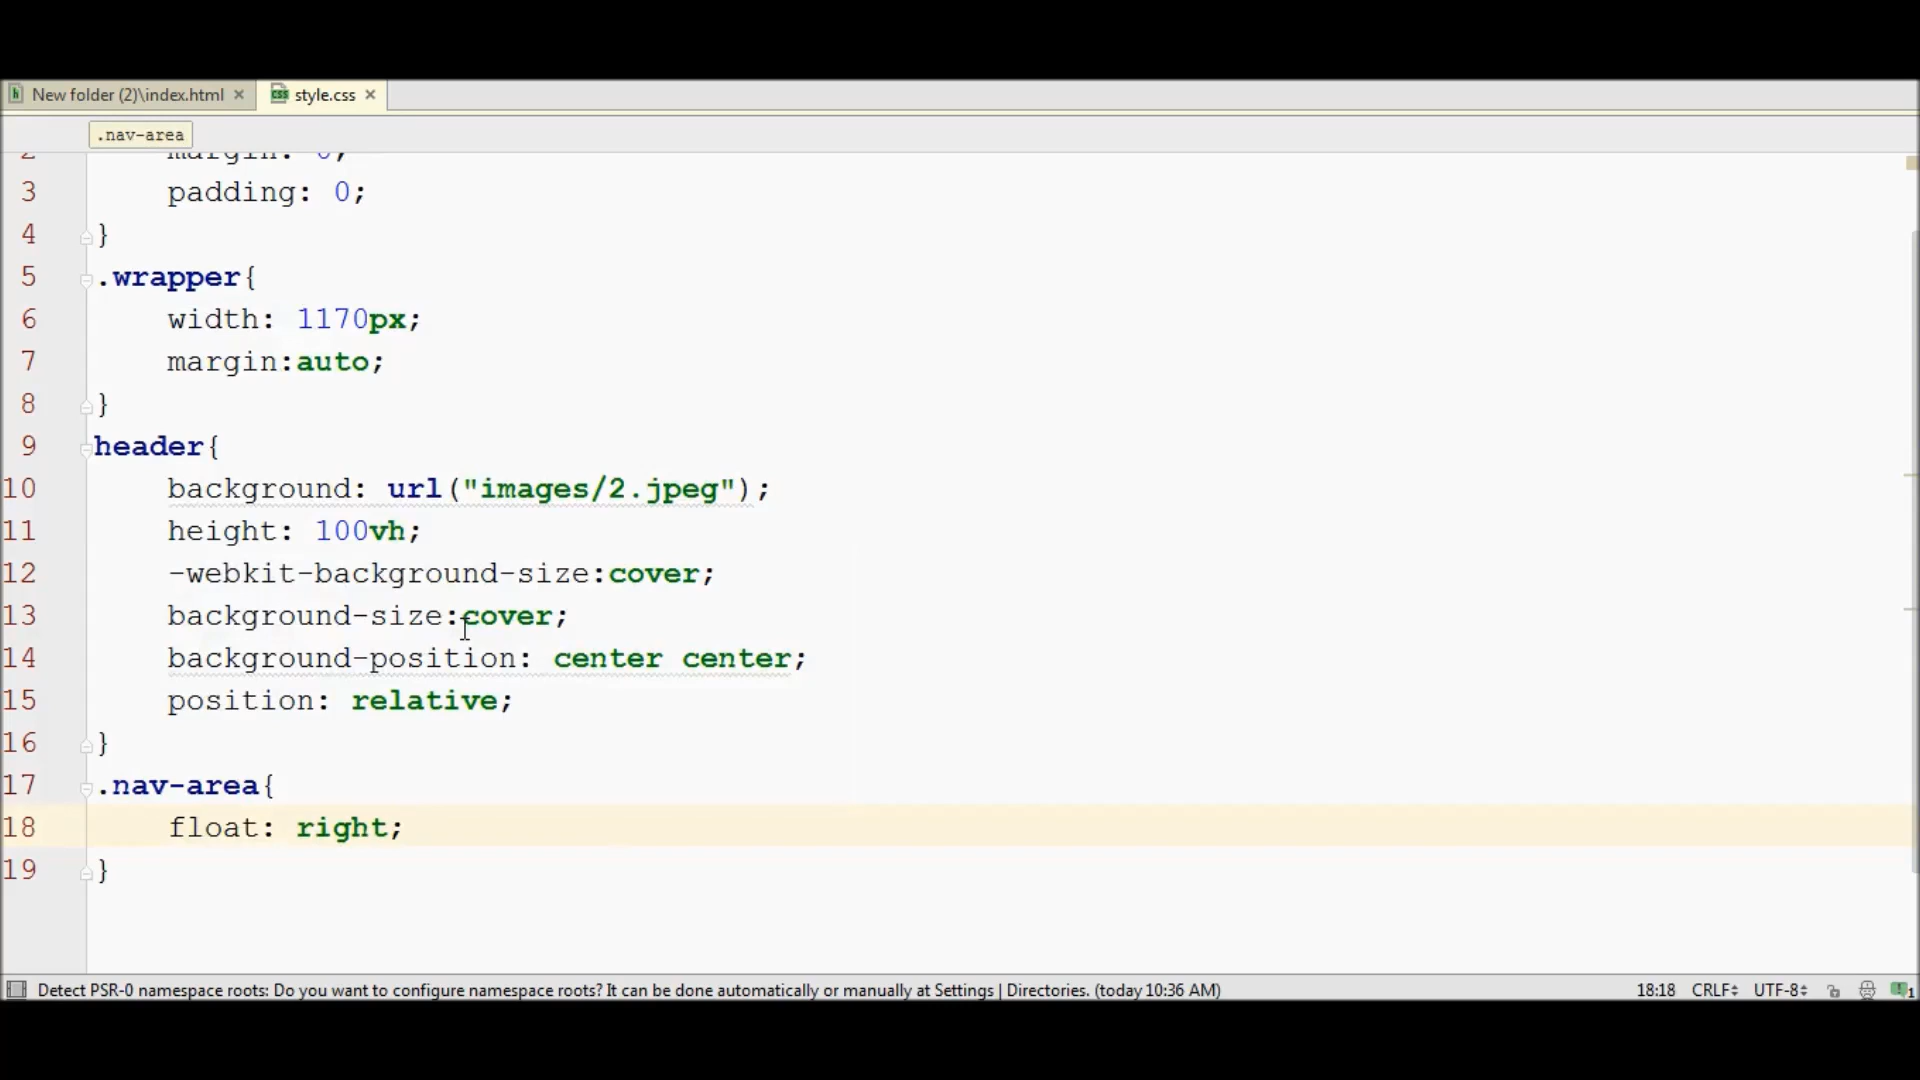 New folder (2)\index.html
style.css
.nav-area
2 margin: 0;
3 padding: 0;
4 }
5 .wrapper{
6 width: 1170px;
7 margin:auto;
8 }
9 header{
10 background: url("images/2.jpeg");
11 height: 100vh;
12 -webkit-background-size:cover;
13 background-size:cover;
14 background-position: center center;
15 position: relative;
16 }
17 .nav-area{
18 float: right;
19 }
Detect PSR-0 namespace roots: Do you want to configure namespace roots? It can be done automatically or manually at Settings | Directories. (today 10:36 AM)
18:18 CRLF UTF-8 1